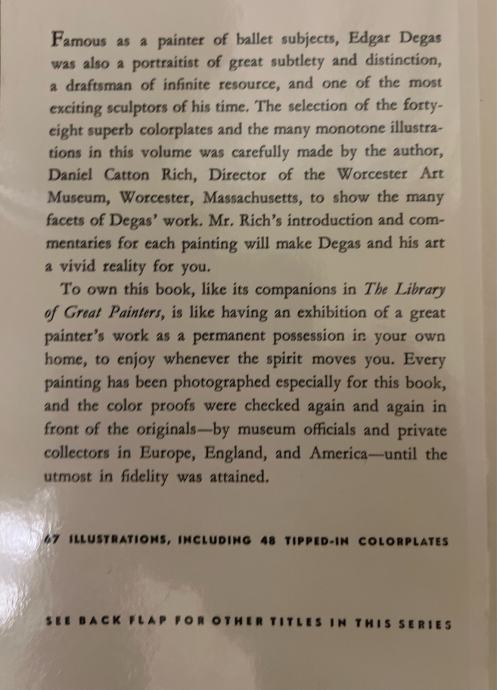 Famous as a painter of ballet subjects, Edgar Degas
was also a portraitist of great subtlety and distinction,
a draftsman of infinite resource, and one of the most
exciting sculptors of his time. The selection of the forty-
eight superb colorplates and the many monotone illustra-
tions in this volume was carefully made by the author,
Daniel Catton Rich, Director of the Worcester Art
Museum, Worcester, Massachusetts, to show the many
facets of Degas' work. Mr. Rich's introduction and com-
mentaries for each painting will make Degas and his art
a vivid reality for you.
To own this book, like its companions in The Library
of Great Painters, is like having an exhibition of a great
painter's work as a permanent possession in your own
home, to enjoy whenever the spirit moves you. Every
painting has been photographed especially for this book,
and the color proofs were checked again and again in
front of the originals—by museum officials and private
collectors in Europe, England, and America—until the
utmost in fidelity was attained.
67 ILLUSTRATIONS, INCLUDING 48 TIPPED-IN COLORPLATES
SEE BACK FLAP FOR OTHER TITLES IN THIS SERIES